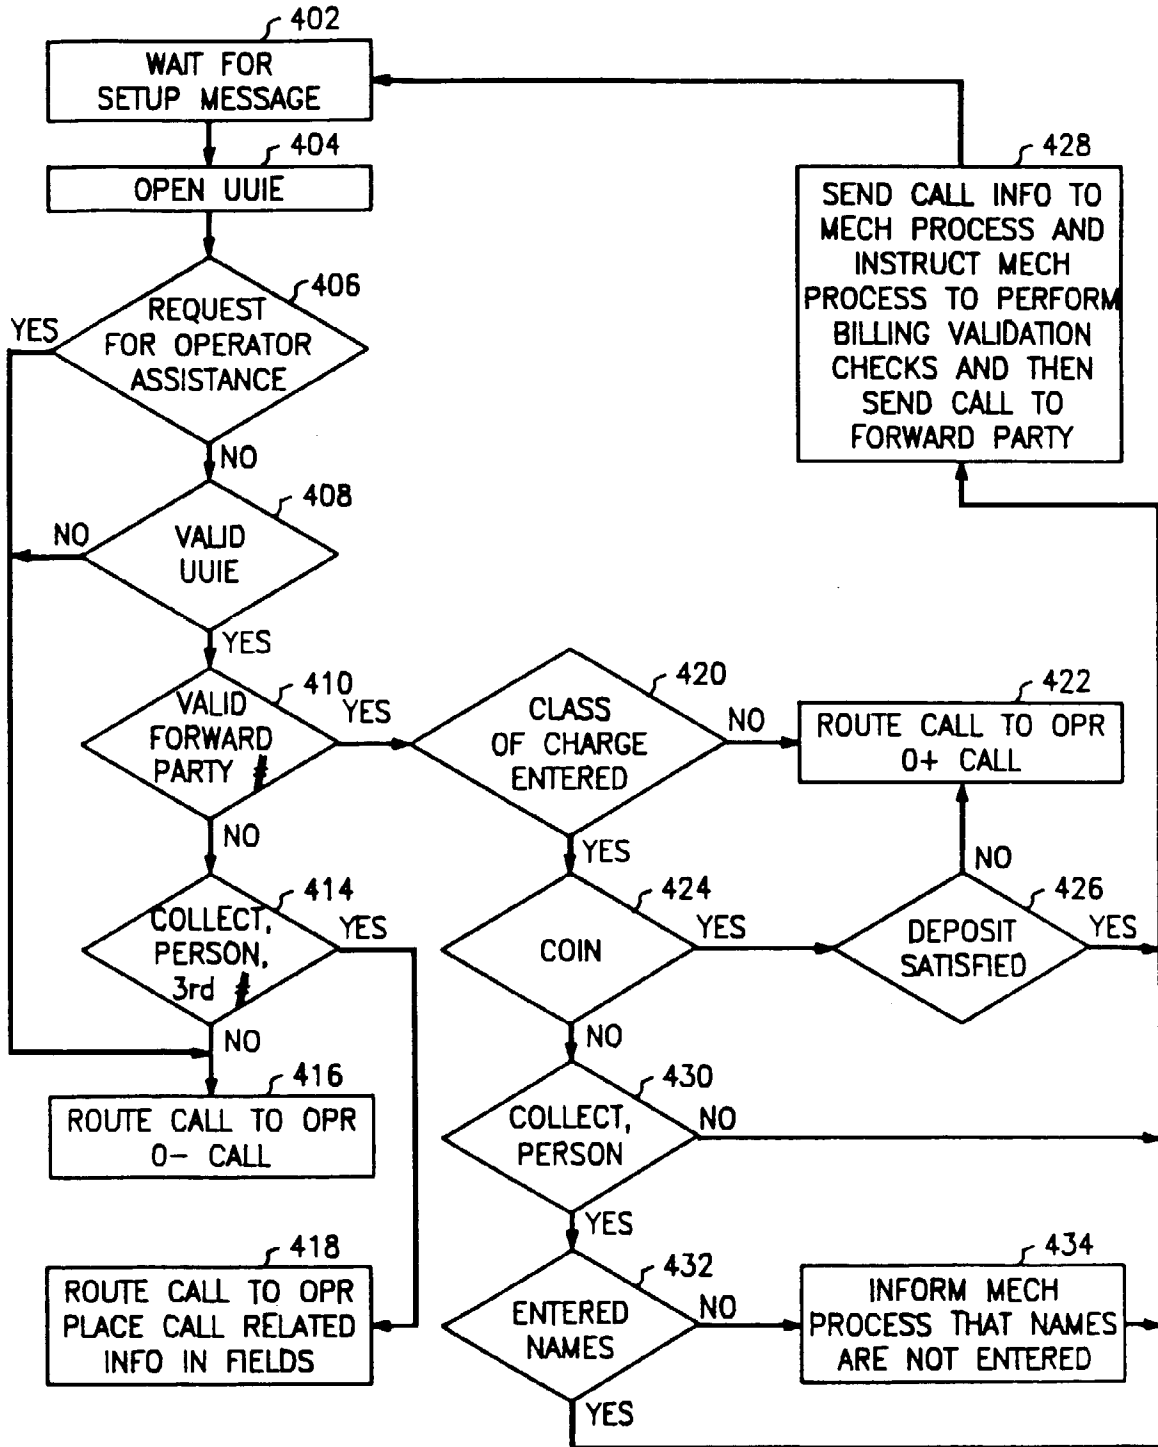 402
WAIT FOR
SETUP MESSAGE
404
OPEN UUIE
406
REQUEST
FOR OPERATOR
ASSISTANCE
YES
NO
408
VALID
UUIE
NO
YES
410
VALID
FORWARD
PARTY #
YES
NO
414
COLLECT,
PERSON,
3rd #
YES
NO
416
ROUTE CALL TO OPR
0- CALL
418
ROUTE CALL TO OPR
PLACE CALL RELATED
INFO IN FIELDS
420
CLASS
OF CHARGE
ENTERED
NO
YES
422
ROUTE CALL TO OPR
0+ CALL
424
COIN
YES
NO
426
DEPOSIT
SATISFIED
NO
YES
428
SEND CALL INFO TO
MECH PROCESS AND
INSTRUCT MECH
PROCESS TO PERFORM
BILLING VALIDATION
CHECKS AND THEN
SEND CALL TO
FORWARD PARTY
430
COLLECT,
PERSON
NO
YES
432
ENTERED
NAMES
NO
YES
434
INFORM MECH
PROCESS THAT NAMES
ARE NOT ENTERED